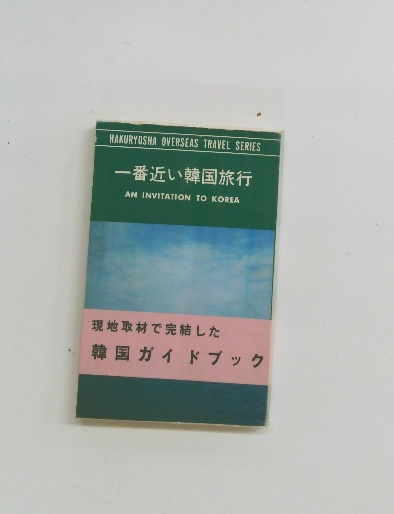 HAKURYOSHA OVERSEAS TRAVEL SERIES
一番近い韓国旅行
AN INVITATION TO KOREA
現地取材で完結した
韓国ガイドブック